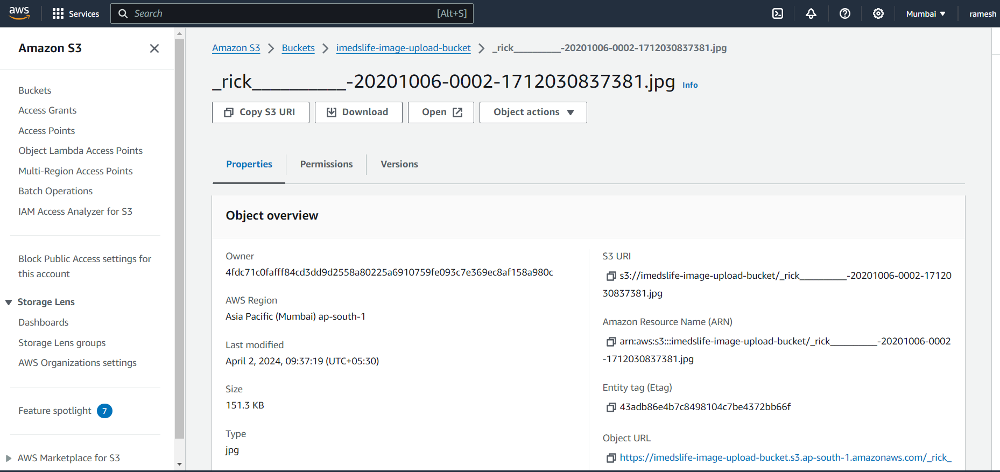 aws
Services
Search [Alt+S]
Mumbai
ramesh
Amazon S3
Buckets
Access Grants
Access Points
Object Lambda Access Points
Multi-Region Access Points
Batch Operations
IAM Access Analyzer for S3
Block Public Access settings for
this account
Storage Lens
Dashboards
Storage Lens groups
AWS Organizations settings
Feature spotlight 7
AWS Marketplace for S3
Amazon S3 > Buckets > imedslife-image-upload-bucket > _rick__________-20201006-0002-1712030837381.jpg
_rick__________-20201006-0002-1712030837381.jpg Info
Copy S3 URI
Download
Open
Object actions
Properties
Permissions
Versions
Object overview
Owner
4fdc71c0fafff84cd3dd9d2558a80225a6910759fe093c7e369ec8af158a980c
AWS Region
Asia Pacific (Mumbai) ap-south-1
Last modified
April 2, 2024, 09:37:19 (UTC+05:30)
Size
151.3 KB
Type
jpg
S3 URI
s3://imedslife-image-upload-bucket/_rick__________-20201006-0002-17120
30837381.jpg
Amazon Resource Name (ARN)
arn:aws:s3:::imedslife-image-upload-bucket/_rick__________-20201006-0002
-1712030837381.jpg
Entity tag (Etag)
43adb86e4b7c8498104c7be4372bb66f
Object URL
https://imedslife-image-upload-bucket.s3.ap-south-1.amazonaws.com/_rick_